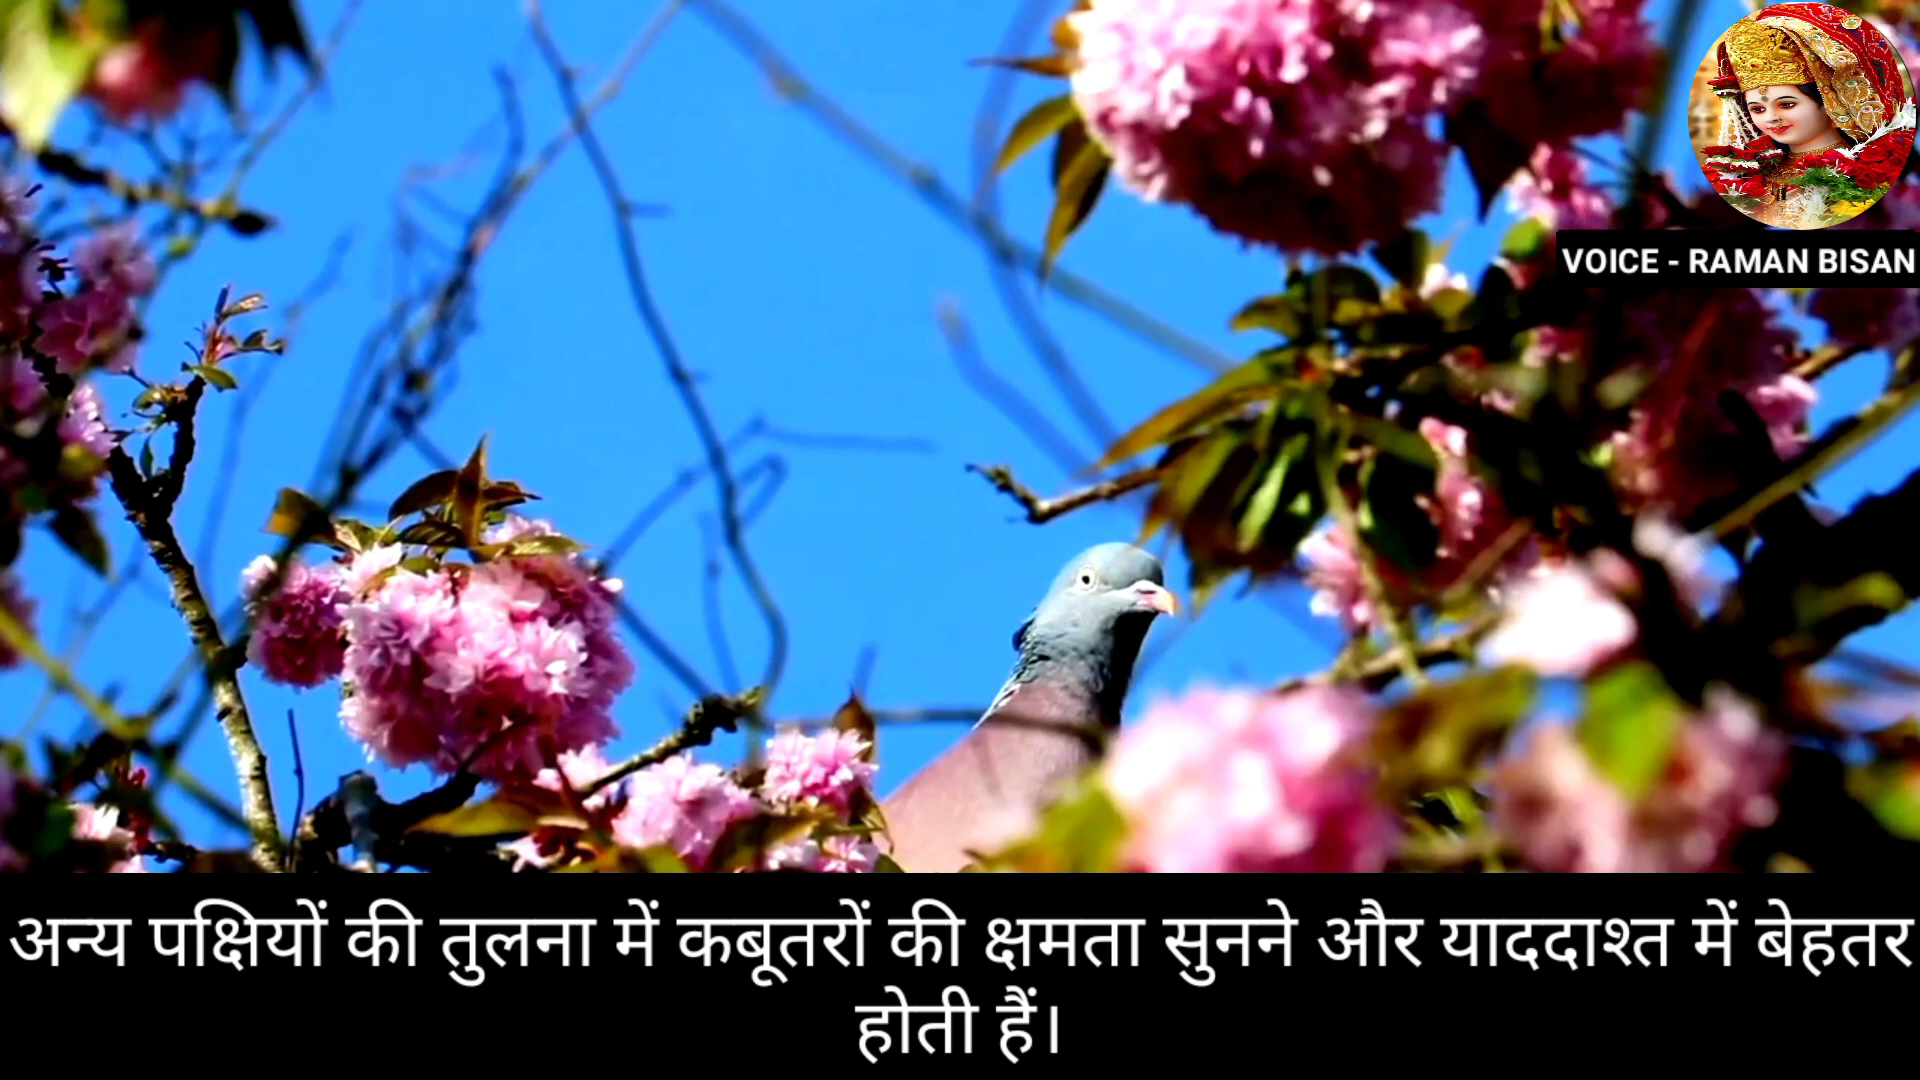 VOICE - RAMAN BISAN
अन्य पक्षियों की तुलना में कबूतरों की क्षमता सुनने और याददाश्त में बेहतर
होती हैं।